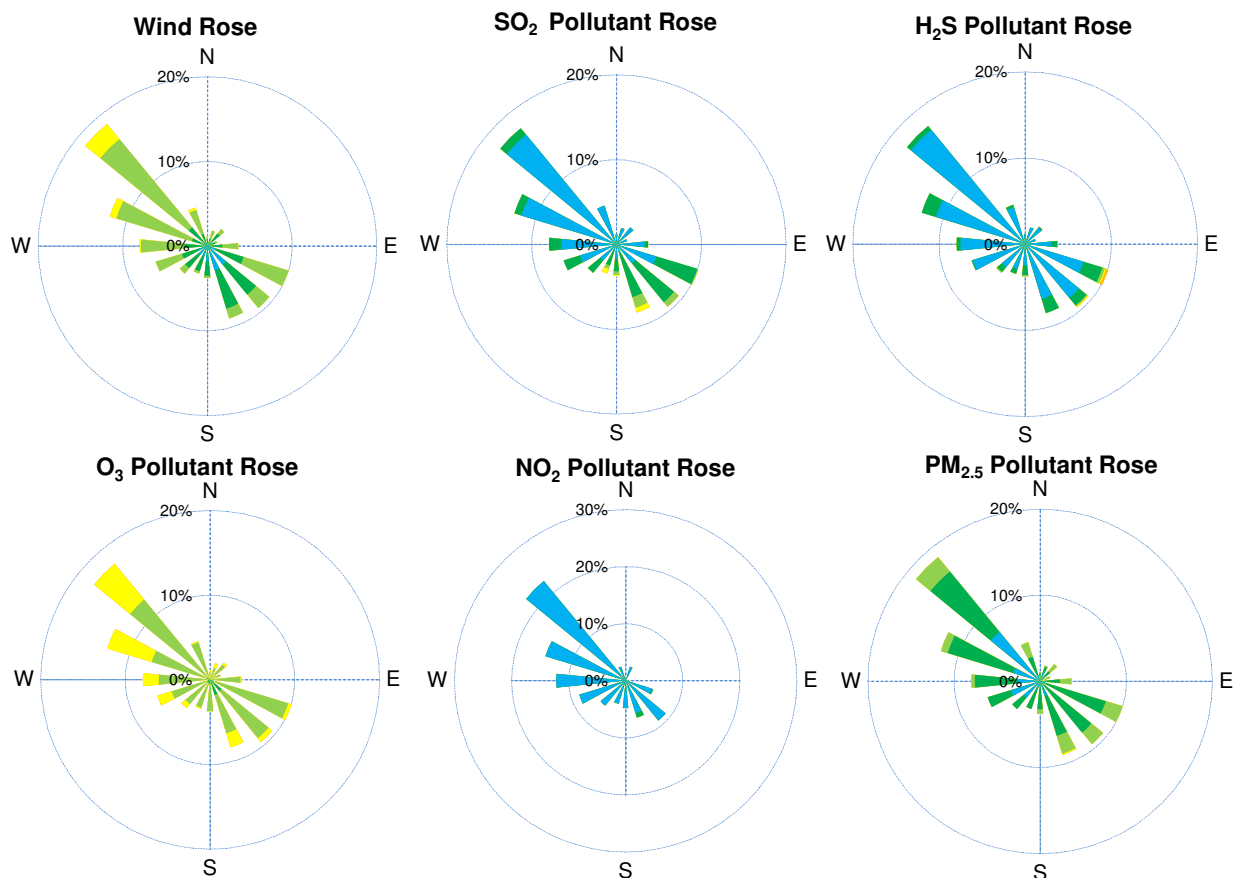 Wind Rose
N
20%
10%
0%
W
E
S
SO₂ Pollutant Rose
N
20%
10%
0%
W
E
S
H₂S Pollutant Rose
N
20%
10%
0%
W
E
S
O₃ Pollutant Rose
N
20%
10%
0%
W
E
S
NO₂ Pollutant Rose
N
30%
20%
10%
0%
W
E
S
PM₂.₅ Pollutant Rose
N
20%
10%
0%
W
E
S